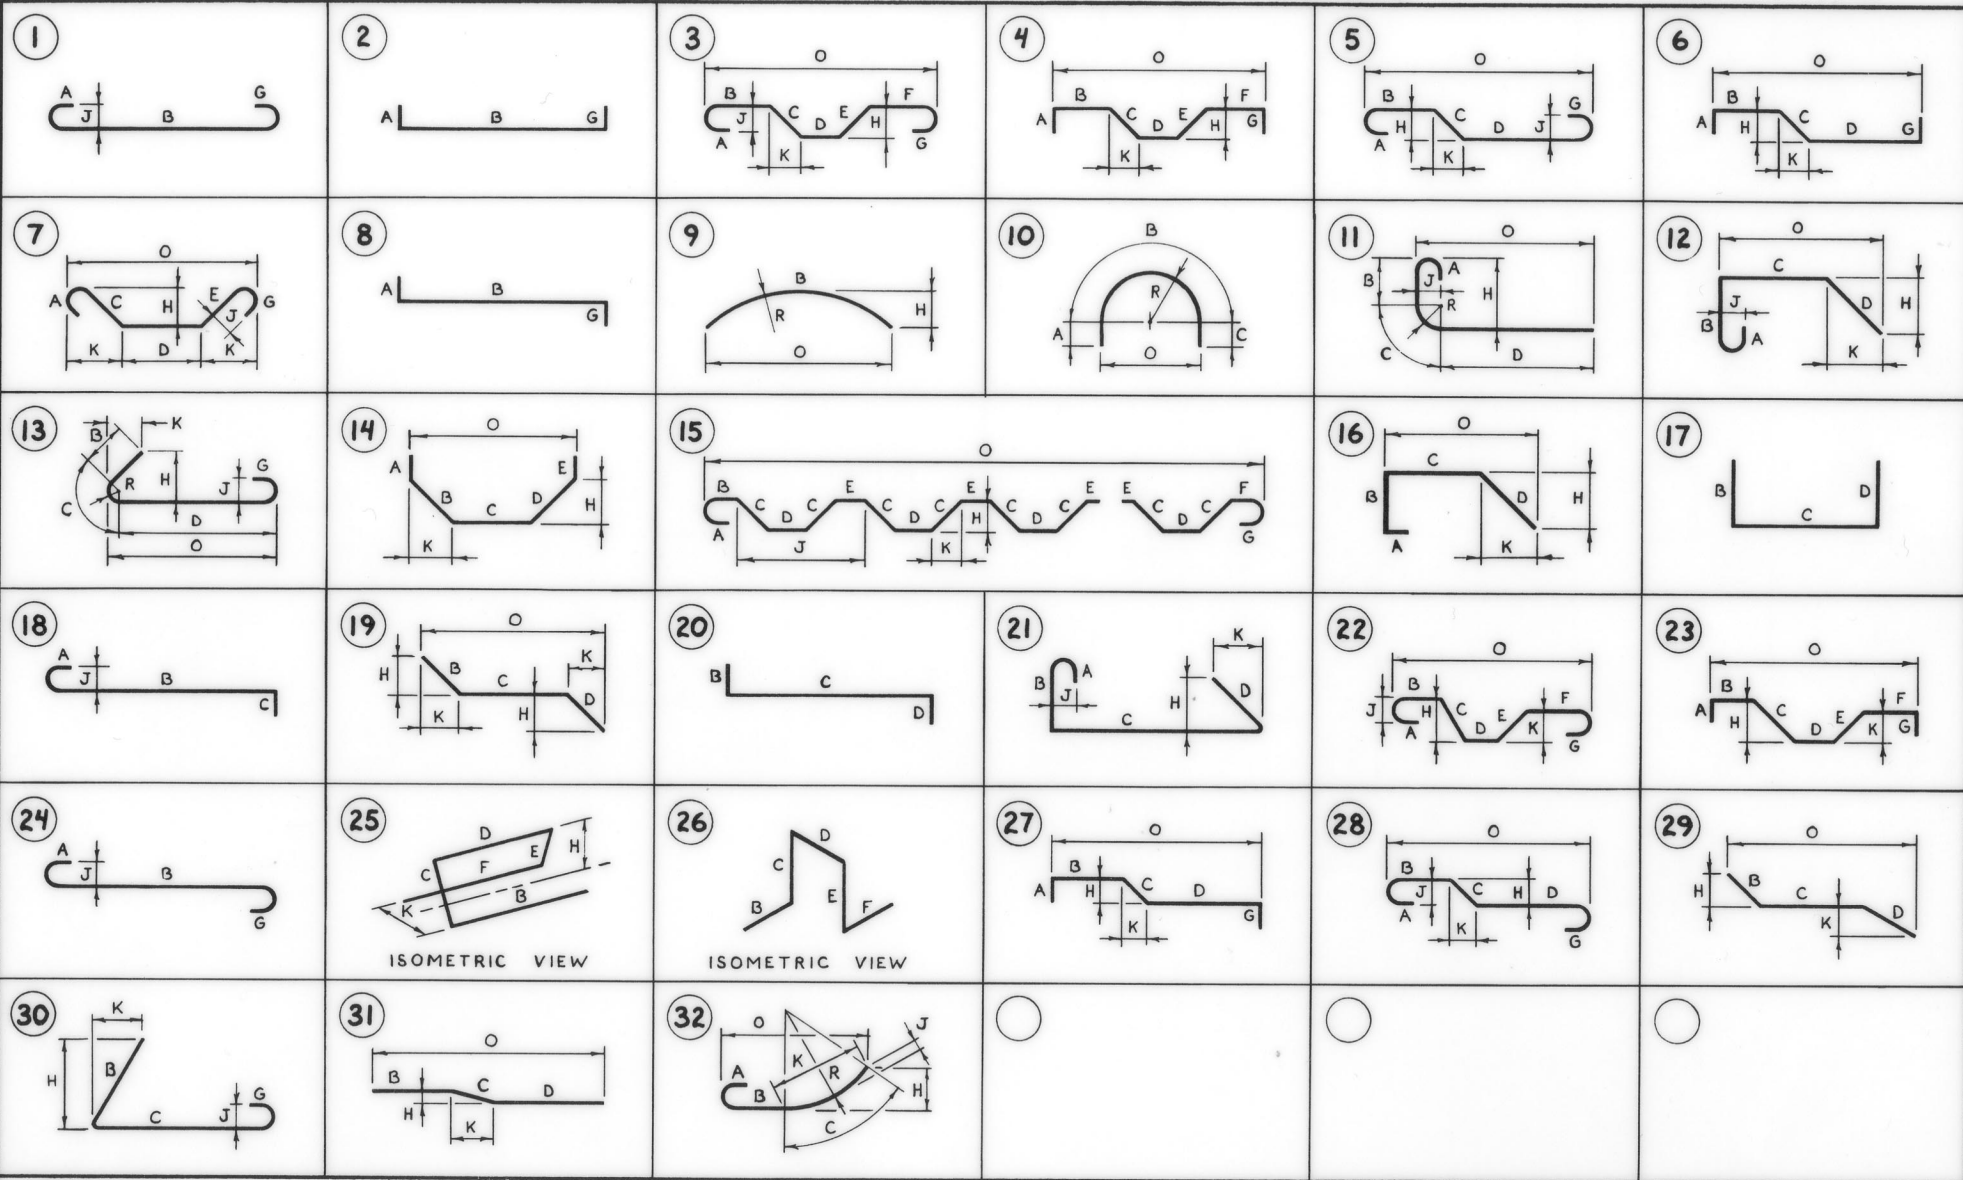 1
A J B G
2
A B G
3
O
B C E F
J D H
A G
K
4
O
B C E F
A D H G
K
5
O
B C G
H D J
A
K
6
O
B C
A H D G
K
7
O
A C H E J G
K D K
8
A B
G
9
B
R H
O
10
B
R
A C
O
11
O
A
B J H
R
C D
12
O
C
J D H
B A
K
13
K
B
R H G
J
C D
O
14
O
A E
B C D H
K
15
O
B C C E C C E C C E E C C F
D D H D D
A J K G
16
O
C
B D H
A K
17
B D
C
18
A
J B
C
19
O
K
H B C
K H D
20
B C
D
21
K
B A
J H D
C
22
O
B F
J H C E K
A D G
23
O
B F
A H C E K G
D
24
A
J B
G
25
D
H
E
C F
K B
ISOMETRIC VIEW
26
D
C
B E F
ISOMETRIC VIEW
27
O
B
A H C D
G
K
28
O
B H D
J C
A
K G
29
O
B
H C
K D
30
K
H B
G
C J
31
O
B C D
H
K
32
O J
K
A R
B H
C